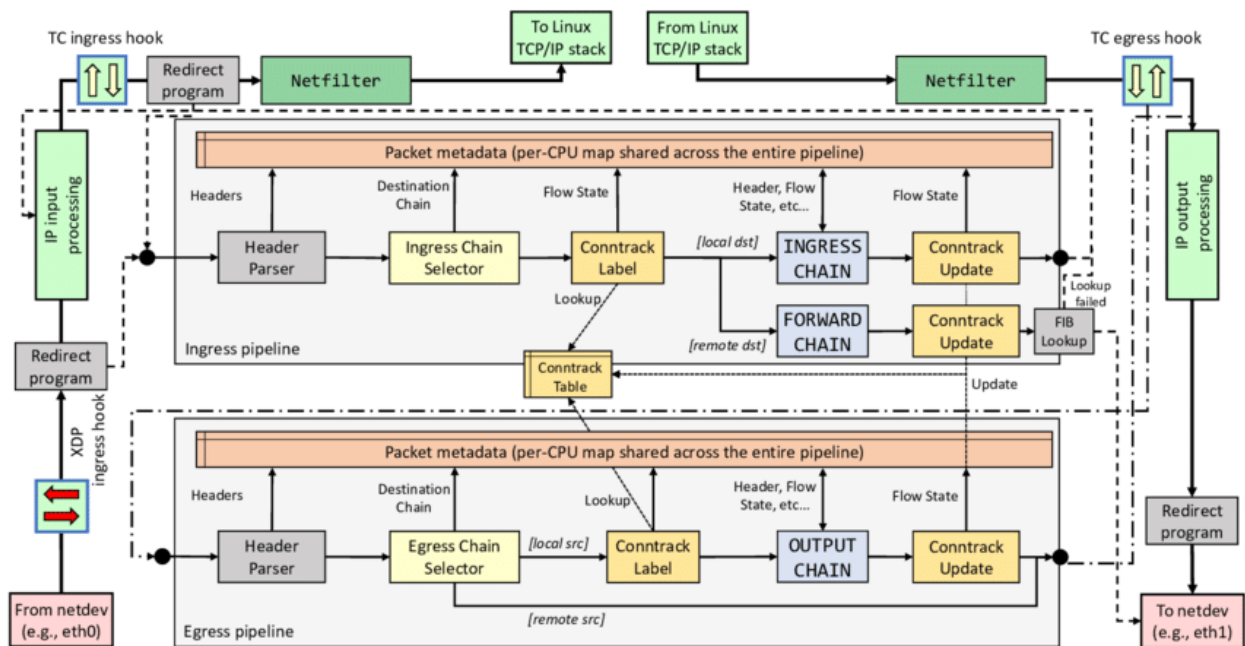 To Linux
TCP/IP stack
From Linux
TCP/IP stack
TC ingress hook
TC egress hook
Redirect
program
Netfilter
Netfilter
IP input
processing
IP output
processing
Packet metadata (per-CPU map shared across the entire pipeline)
Headers
Destination
Chain
Flow State
Header, Flow
State, etc...
Flow State
Header
Parser
Ingress Chain
Selector
Conntrack
Label
[local dst]
INGRESS
CHAIN
Conntrack
Update
Lookup
failed
Lookup
[remote dst]
FORWARD
CHAIN
Conntrack
Update
FIB
Lookup
Ingress pipeline
Redirect
program
Conntrack
Table
Update
XDP
ingress hook
Packet metadata (per-CPU map shared across the entire pipeline)
Headers
Destination
Chain
Lookup
Header, Flow
State, etc...
Flow State
Header
Parser
Egress Chain
Selector
[local src]
Conntrack
Label
OUTPUT
CHAIN
Conntrack
Update
Redirect
program
[remote src]
Egress pipeline
From netdev
(e.g., eth0)
To netdev
(e.g., eth1)